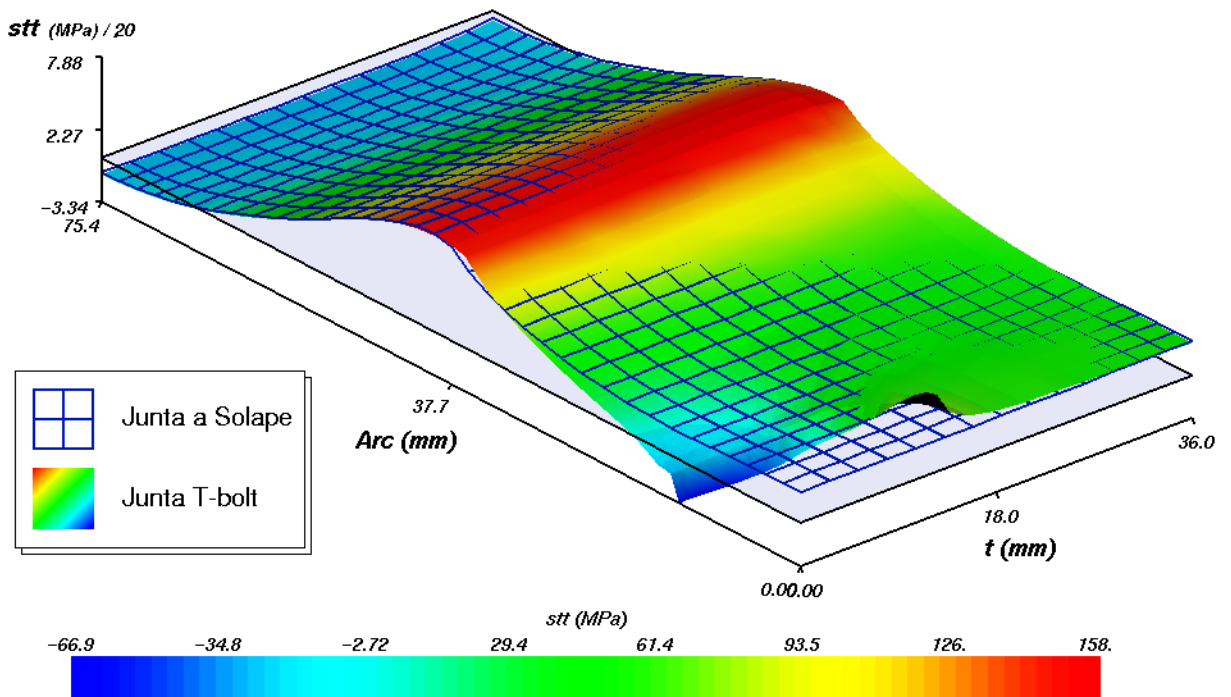 stt (MPa) / 20
7.88
2.27
−3.34
75.4
37.7
Arc (mm)
36.0
18.0
t (mm)
0.00
0.00
Junta a Solape
Junta T-bolt
stt (MPa)
−66.9 −34.8 −2.72 29.4 61.4 93.5 126. 158.